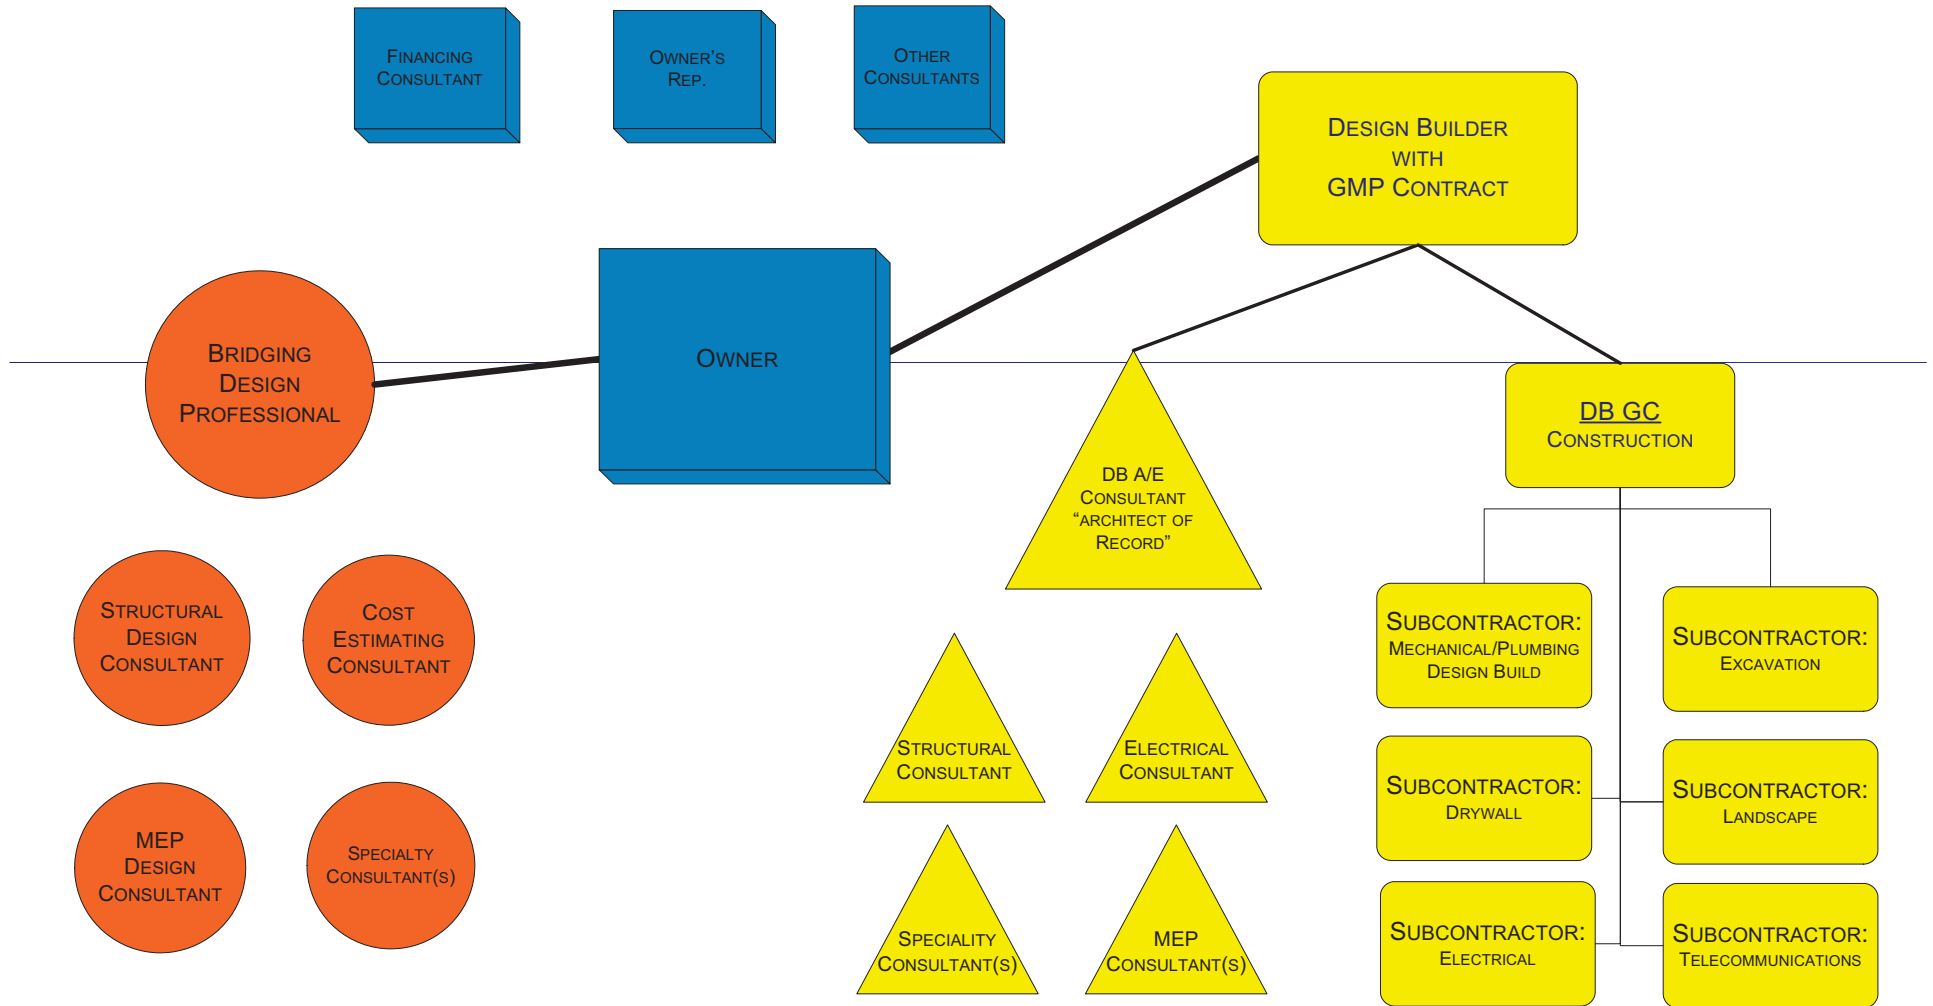 Financing
Consultant
Owner's
Rep.
Other
Consultants
Design Builder
with
GMP Contract
Bridging
Design
Professional
Owner
DB A/E
Consultant
“architect of
Record”
DB GC
Construction
Structural
Design
Consultant
Cost
Estimating
Consultant
MEP
Design
Consultant
Specialty
Consultant(s)
Structural
Consultant
Electrical
Consultant
Speciality
Consultant(s)
MEP
Consultant(s)
Subcontractor:
Mechanical/Plumbing
Design Build
Subcontractor:
Excavation
Subcontractor:
Drywall
Subcontractor:
Landscape
Subcontractor:
Electrical
Subcontractor:
Telecommunications